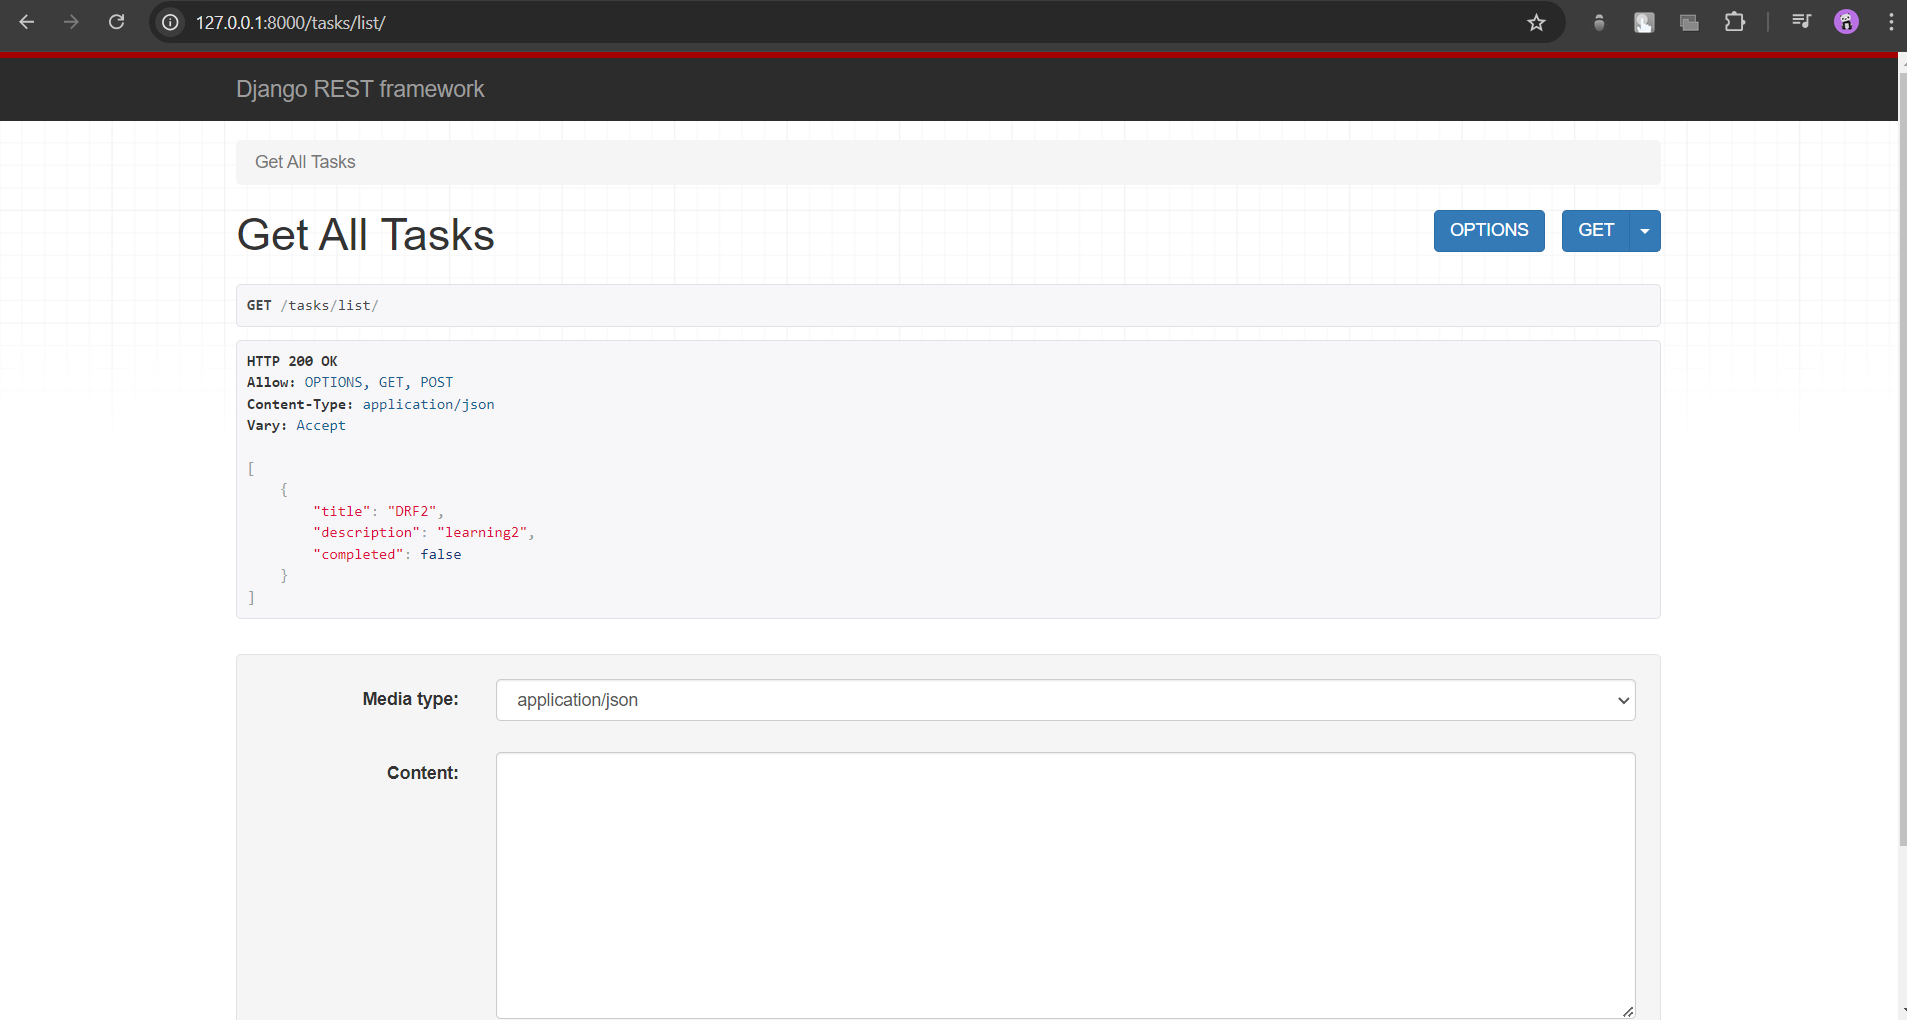 127.0.0.1:8000/tasks/list/
Django REST framework
Get All Tasks
Get All Tasks
OPTIONS
GET
GET /tasks/list/
HTTP 200 OK
Allow: OPTIONS, GET, POST
Content-Type: application/json
Vary: Accept
[
{
"title": "DRF2",
"description": "learning2",
"completed": false
}
]
Media type:
application/json
Content: